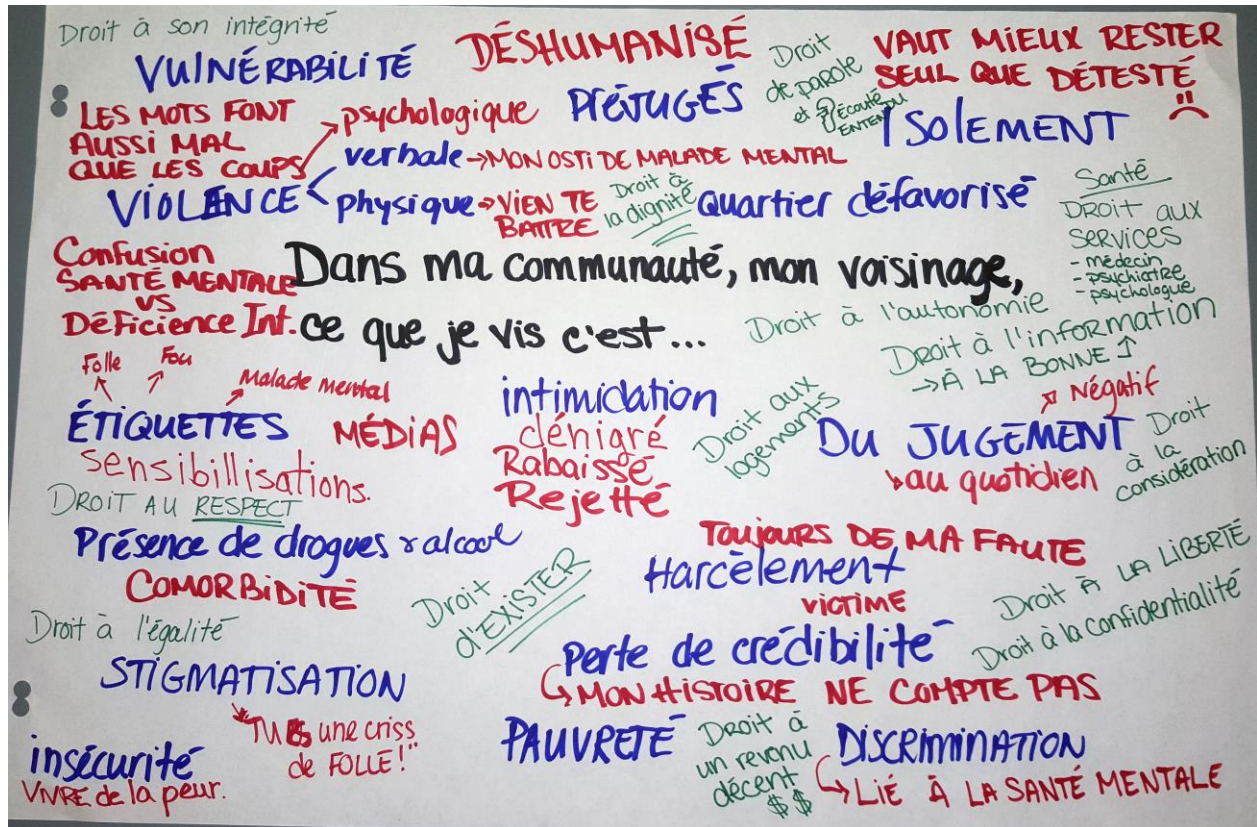 Droit à son intégrité
VULNÉRABILITÉ
DÉSHUMANISÉ
Droit
de parole
et d'écouté DU
ENTENDU
VAUT MIEUX RESTER
SEUL QUE DÉTESTÉ
LES MOTS FONT
AUSSI MAL
QUE LES COUPS
psychologique
PRÉJUGÉS
ISOLEMENT
verbale → MON OSTI DE MALADE MENTAL
VIOLENCE
physique → VIEN TE
BATTRE
Droit à
la dignité
Quartier défavorisé
Santé
DROIT aux
SERVICES
- médecin
- psychiatre
- psychologue
Confusion
SANTÉ MENTALE
VS
Déficience Int.
Dans ma communauté, mon voisinage,
ce que je vis c'est...
Droit à l'autonomie
Droit à l'information
→ À LA BONNE ↑
Folle
Fou
Malade mental
ÉTIQUETTES
MÉDIAS
sensibillisations.
intimidation
dénigré
Rabaissé
Rejetté
Droit aux
logements
Négatif
DU JUGEMENT
↳ au quotidien
Droit
à la
considération
DROIT AU RESPECT
Présence de drogues & alcool
COMORBIDITÉ
Droit
d'EXISTER
TOUJOURS DE MA FAUTE
Harcèlement
VICTIME
Droit À LA LIBERTÉ
Droit à la confidentialité
Droit à l'égalité
STIGMATISATION
"TU ES une criss
de FOLLE!"
Perte de crédibilité
↳ MON HISTOIRE NE COMPTE PAS
insécurité
VIVRE de la peur.
PAUVRETÉ
Droit à
un revenu
décent
$$
DISCRIMINATION
↳ LIÉ À LA SANTÉ MENTALE